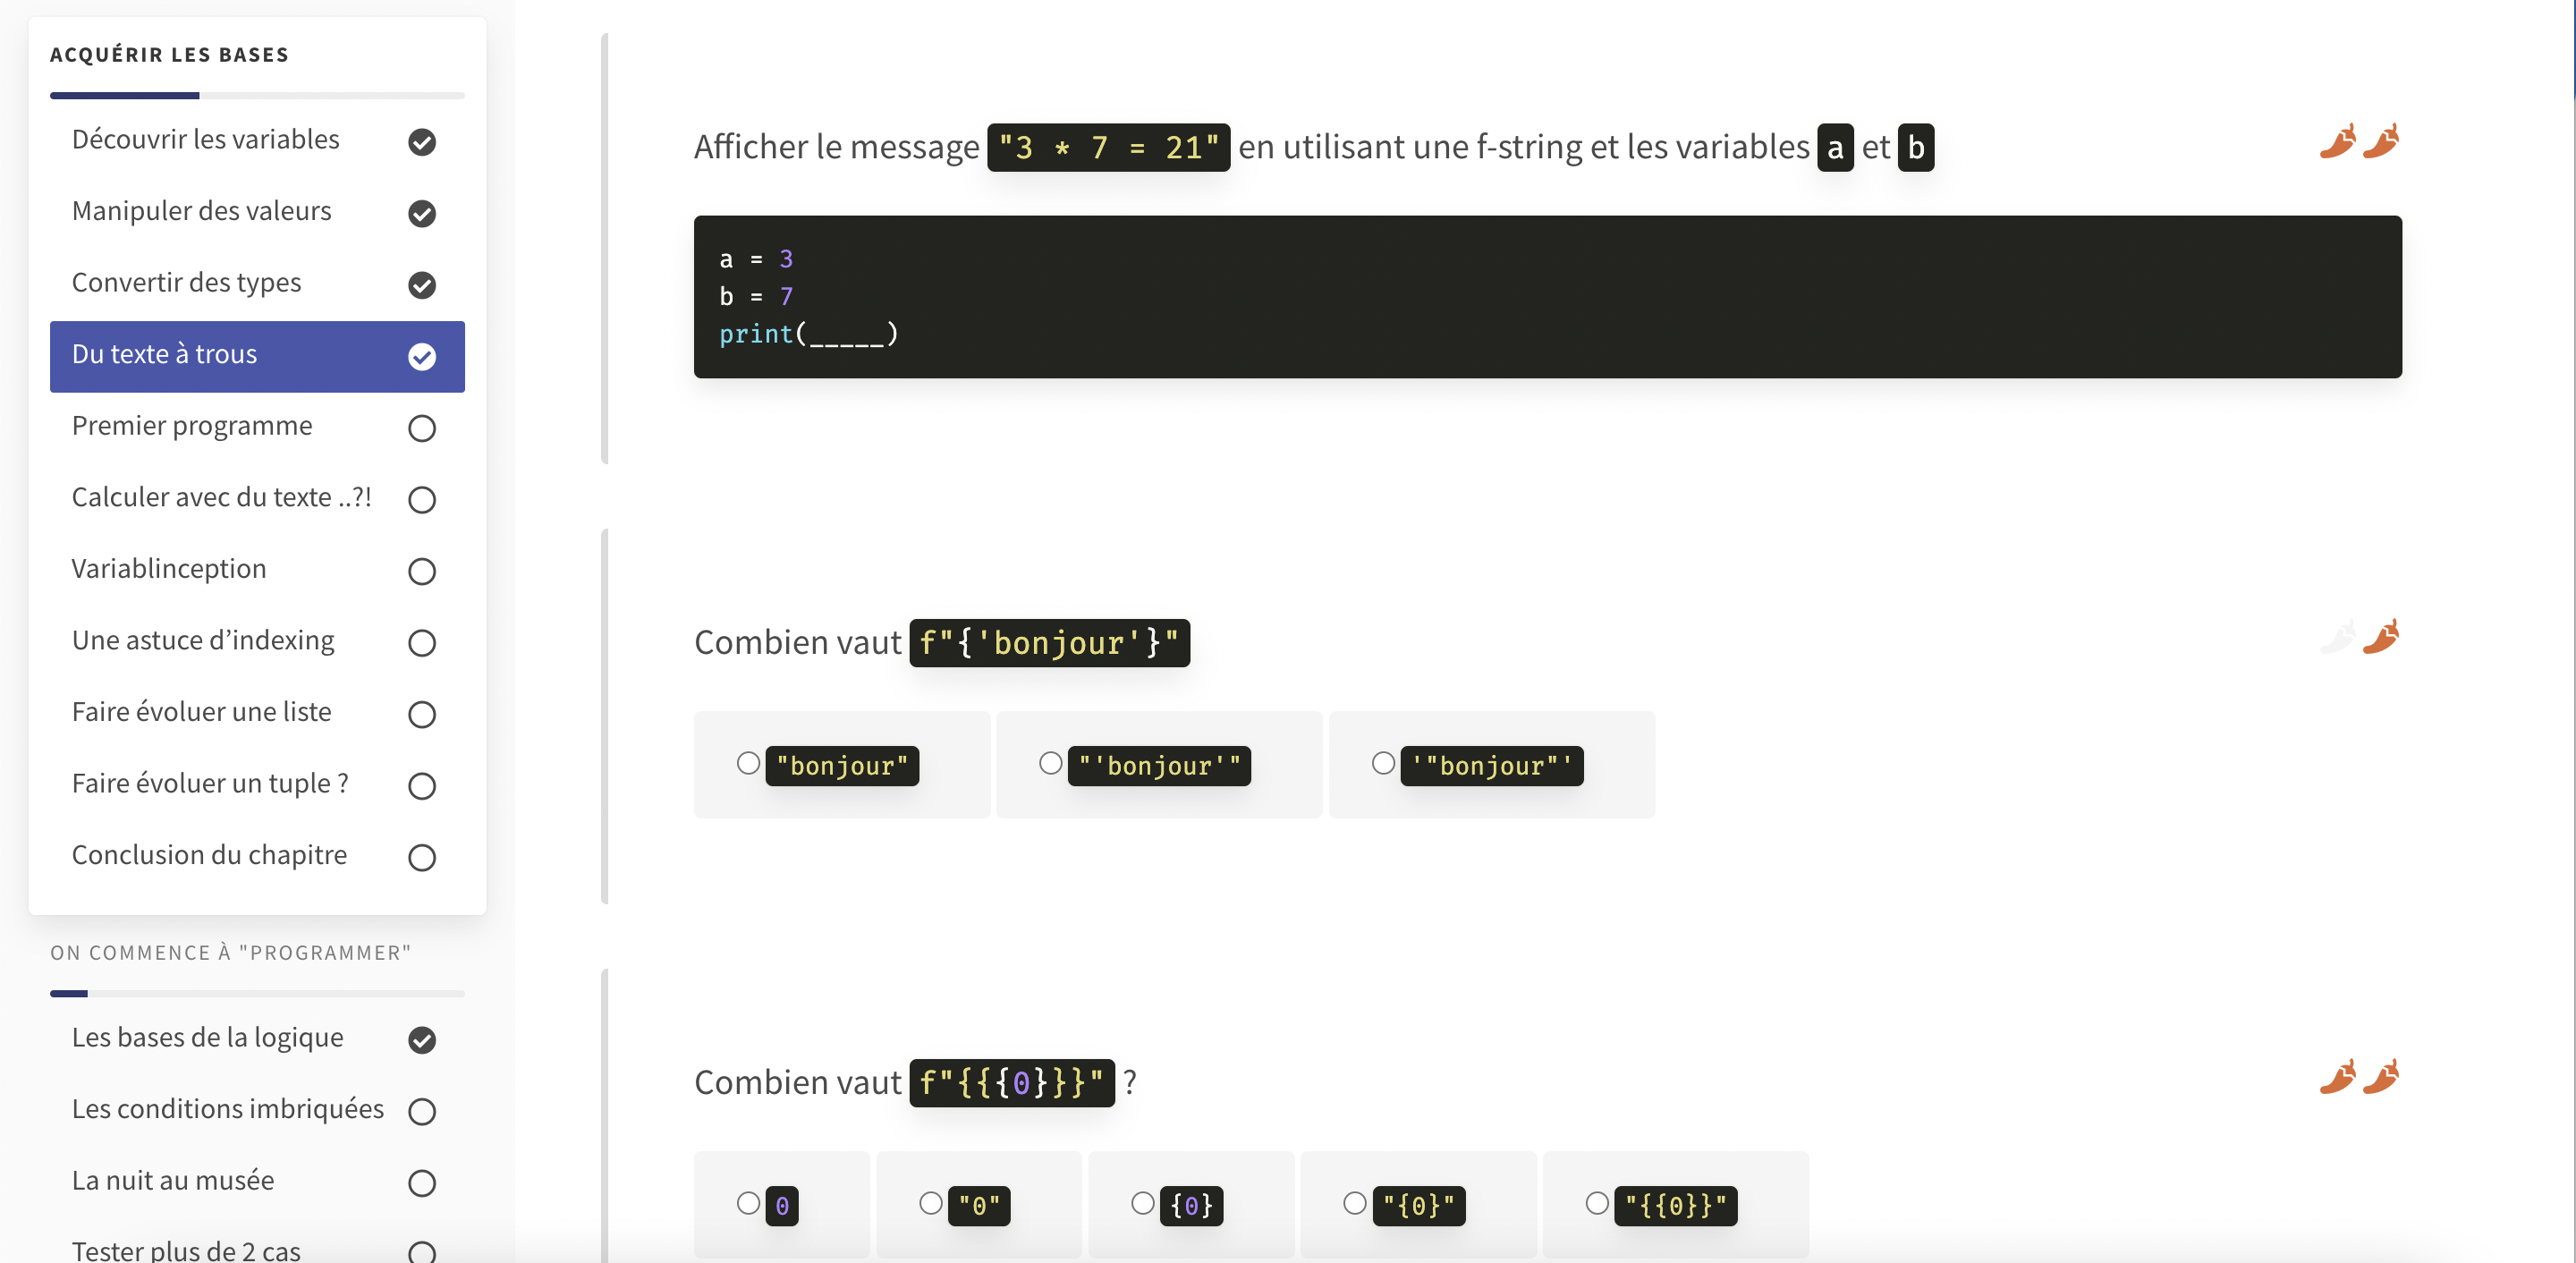 ACQUÉRIR LES BASES
Découvrir les variables
Manipuler des valeurs
Convertir des types
Du texte à trous
Premier programme
Calculer avec du texte ..?!
Variablinception
Une astuce d’indexing
Faire évoluer une liste
Faire évoluer un tuple ?
Conclusion du chapitre
ON COMMENCE À "PROGRAMMER"
Les bases de la logique
Les conditions imbriquées
La nuit au musée
Tester plus de 2 cas
Afficher le message "3 * 7 = 21" en utilisant une f-string et les variables a et b
a = 3
b = 7
print(_____)
Combien vaut f"{'bonjour'}"
"bonjour" "'bonjour'" '"bonjour"'
Combien vaut f"{{{0}}}" ?
0 "0" {0} "{0}" "{{0}}"